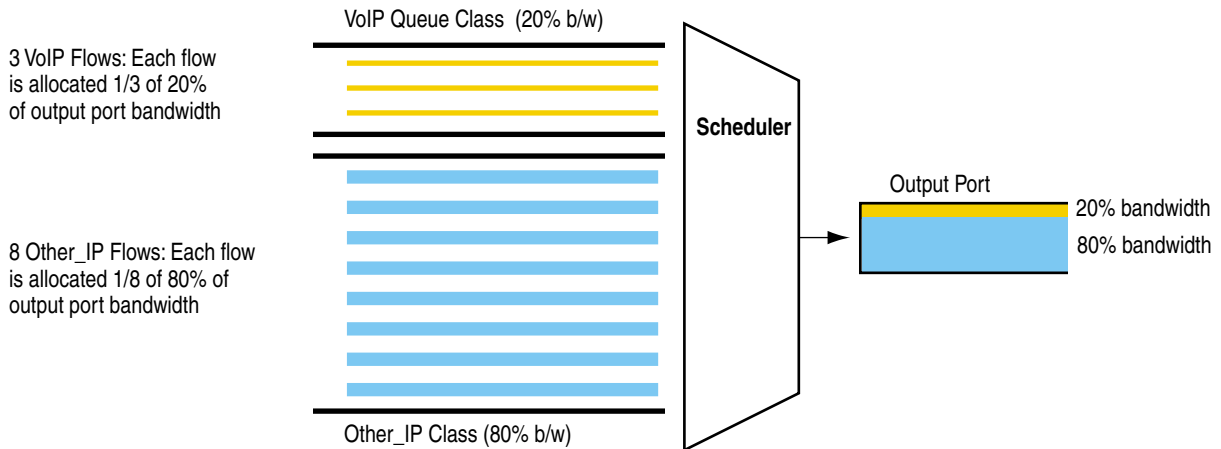 VoIP Queue Class (20% b/w)
3 VoIP Flows: Each flow
is allocated 1/3 of 20%
of output port bandwidth
Scheduler
Output Port
20% bandwidth
80% bandwidth
8 Other_IP Flows: Each flow
is allocated 1/8 of 80% of
output port bandwidth
Other_IP Class (80% b/w)